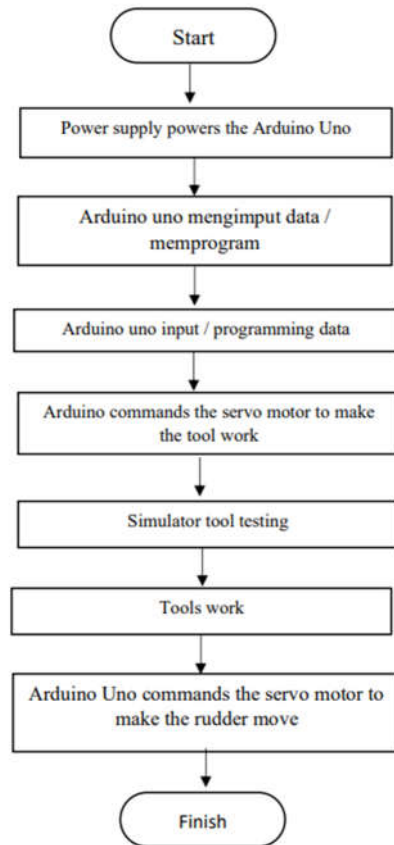 Start
Power supply powers the Arduino Uno
Arduino uno mengimput data /
memprogram
Arduino uno input / programming data
Arduino commands the servo motor to make
the tool work
Simulator tool testing
Tools work
Arduino Uno commands the servo motor to
make the rudder move
Finish